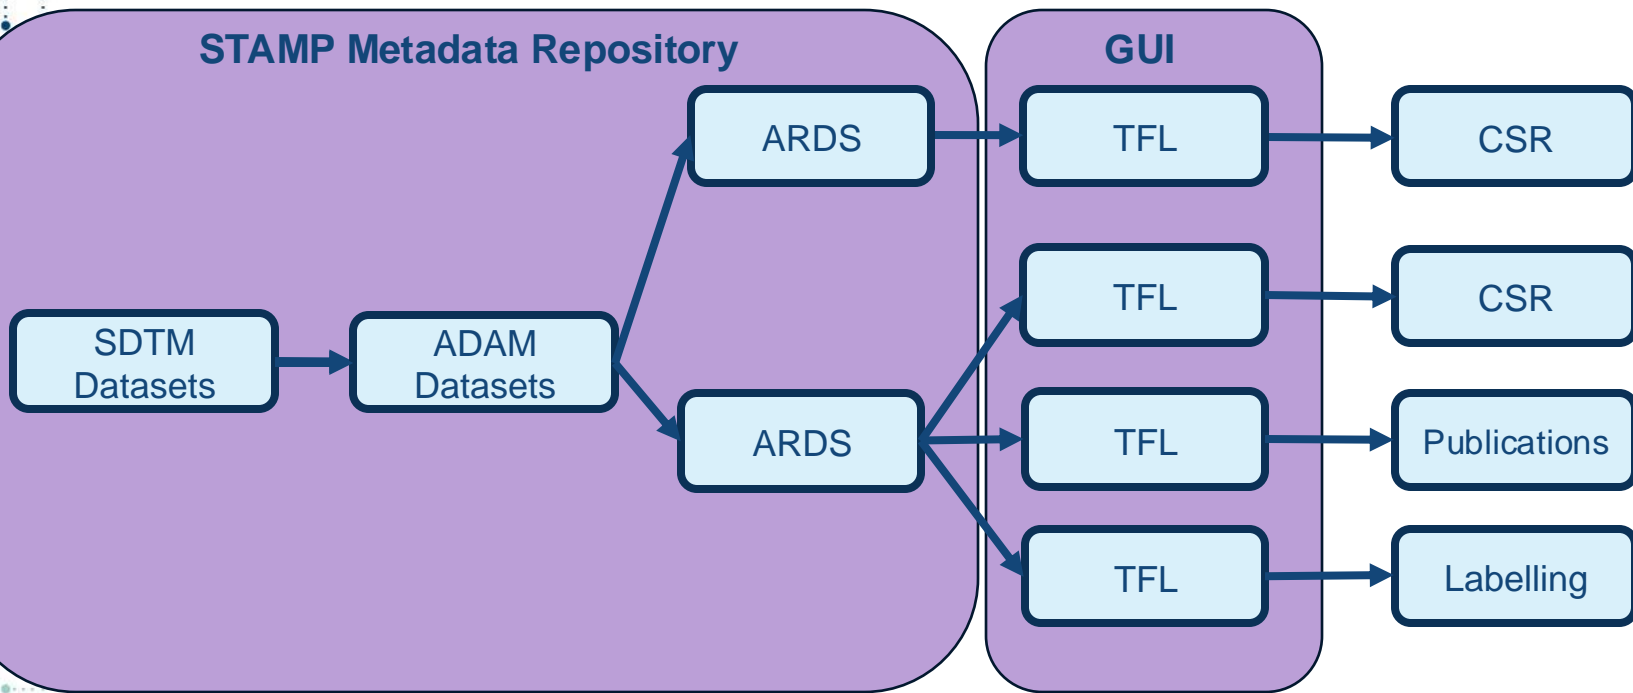 STAMP Metadata Repository
GUI
ARDS
TFL
CSR
TFL
CSR
SDTM
Datasets
ADAM
Datasets
ARDS
TFL
Publications
TFL
Labelling